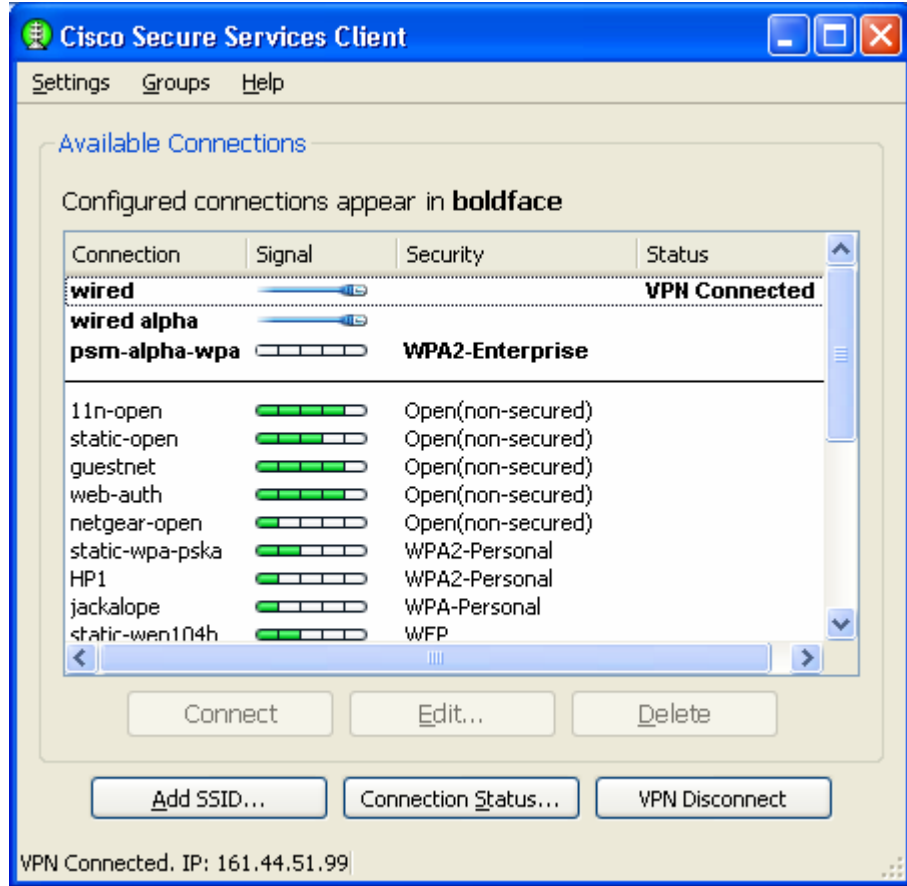 Cisco Secure Services Client
Settings Groups Help
Available Connections
Configured connections appear in boldface
Connection Signal Security Status
wired VPN Connected
wired alpha
psm-alpha-wpa WPA2-Enterprise
11n-open Open(non-secured)
static-open Open(non-secured)
guestnet Open(non-secured)
web-auth Open(non-secured)
netgear-open Open(non-secured)
static-wpa-pska WPA2-Personal
HP1 WPA2-Personal
jackalope WPA-Personal
static-wep104h WEP
Connect Edit... Delete
Add SSID... Connection Status... VPN Disconnect
VPN Connected. IP: 161.44.51.99